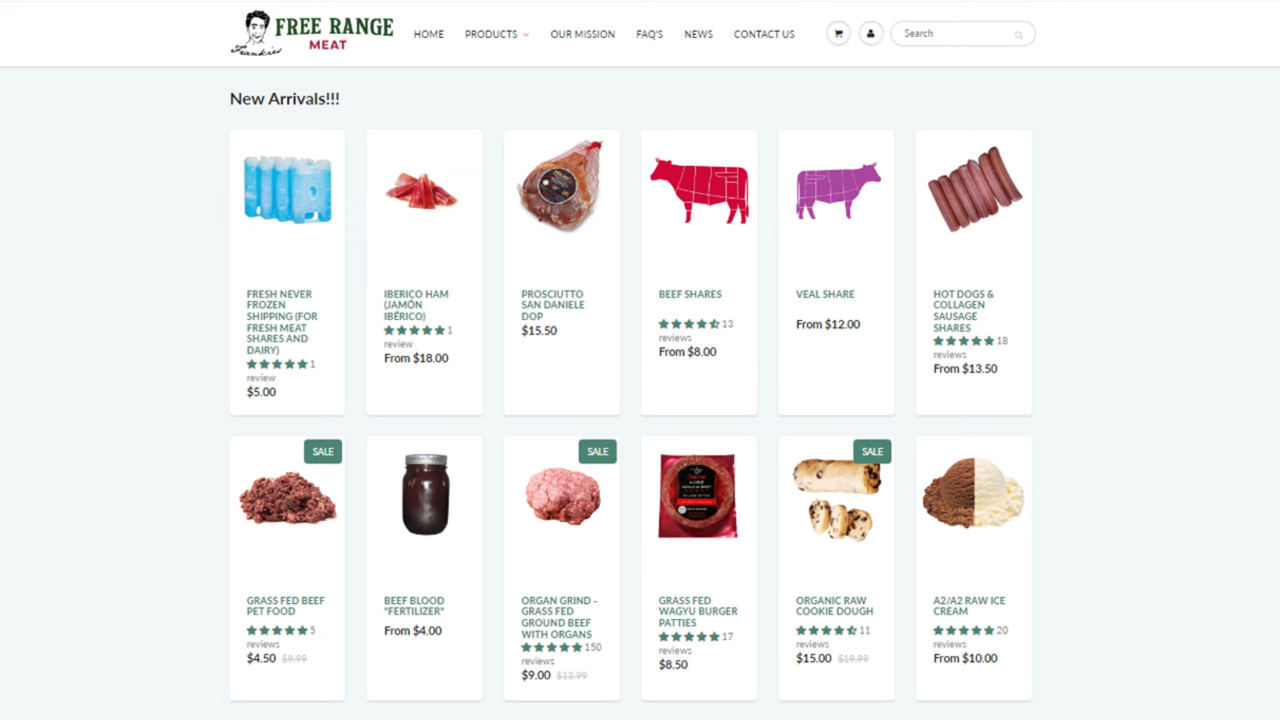 FREE RANGE
MEAT
Frankies
HOME PRODUCTS OUR MISSION FAQ'S NEWS CONTACT US
Search
New Arrivals!!!
FRESH NEVER
FROZEN
SHIPPING (FOR
FRESH MEAT
SHARES AND
DAIRY)
1
review
$5.00
IBERICO HAM
(JAMÓN
IBÉRICO)
1
review
From $18.00
PROSCIUTTO
SAN DANIELE
DOP
$15.50
BEEF SHARES
13
reviews
From $8.00
VEAL SHARE
From $12.00
HOT DOGS &
COLLAGEN
SAUSAGE
SHARES
18
reviews
From $13.50
SALE
GRASS FED BEEF
PET FOOD
5
reviews
$4.50 $9.99
BEEF BLOOD
"FERTILIZER"
From $4.00
SALE
ORGAN GRIND -
GRASS FED
GROUND BEEF
WITH ORGANS
150
reviews
$9.00 $13.99
GRASS FED
WAGYU BURGER
PATTIES
17
reviews
$8.50
SALE
ORGANIC RAW
COOKIE DOUGH
11
reviews
$15.00 $19.99
A2/A2 RAW ICE
CREAM
20
reviews
From $10.00